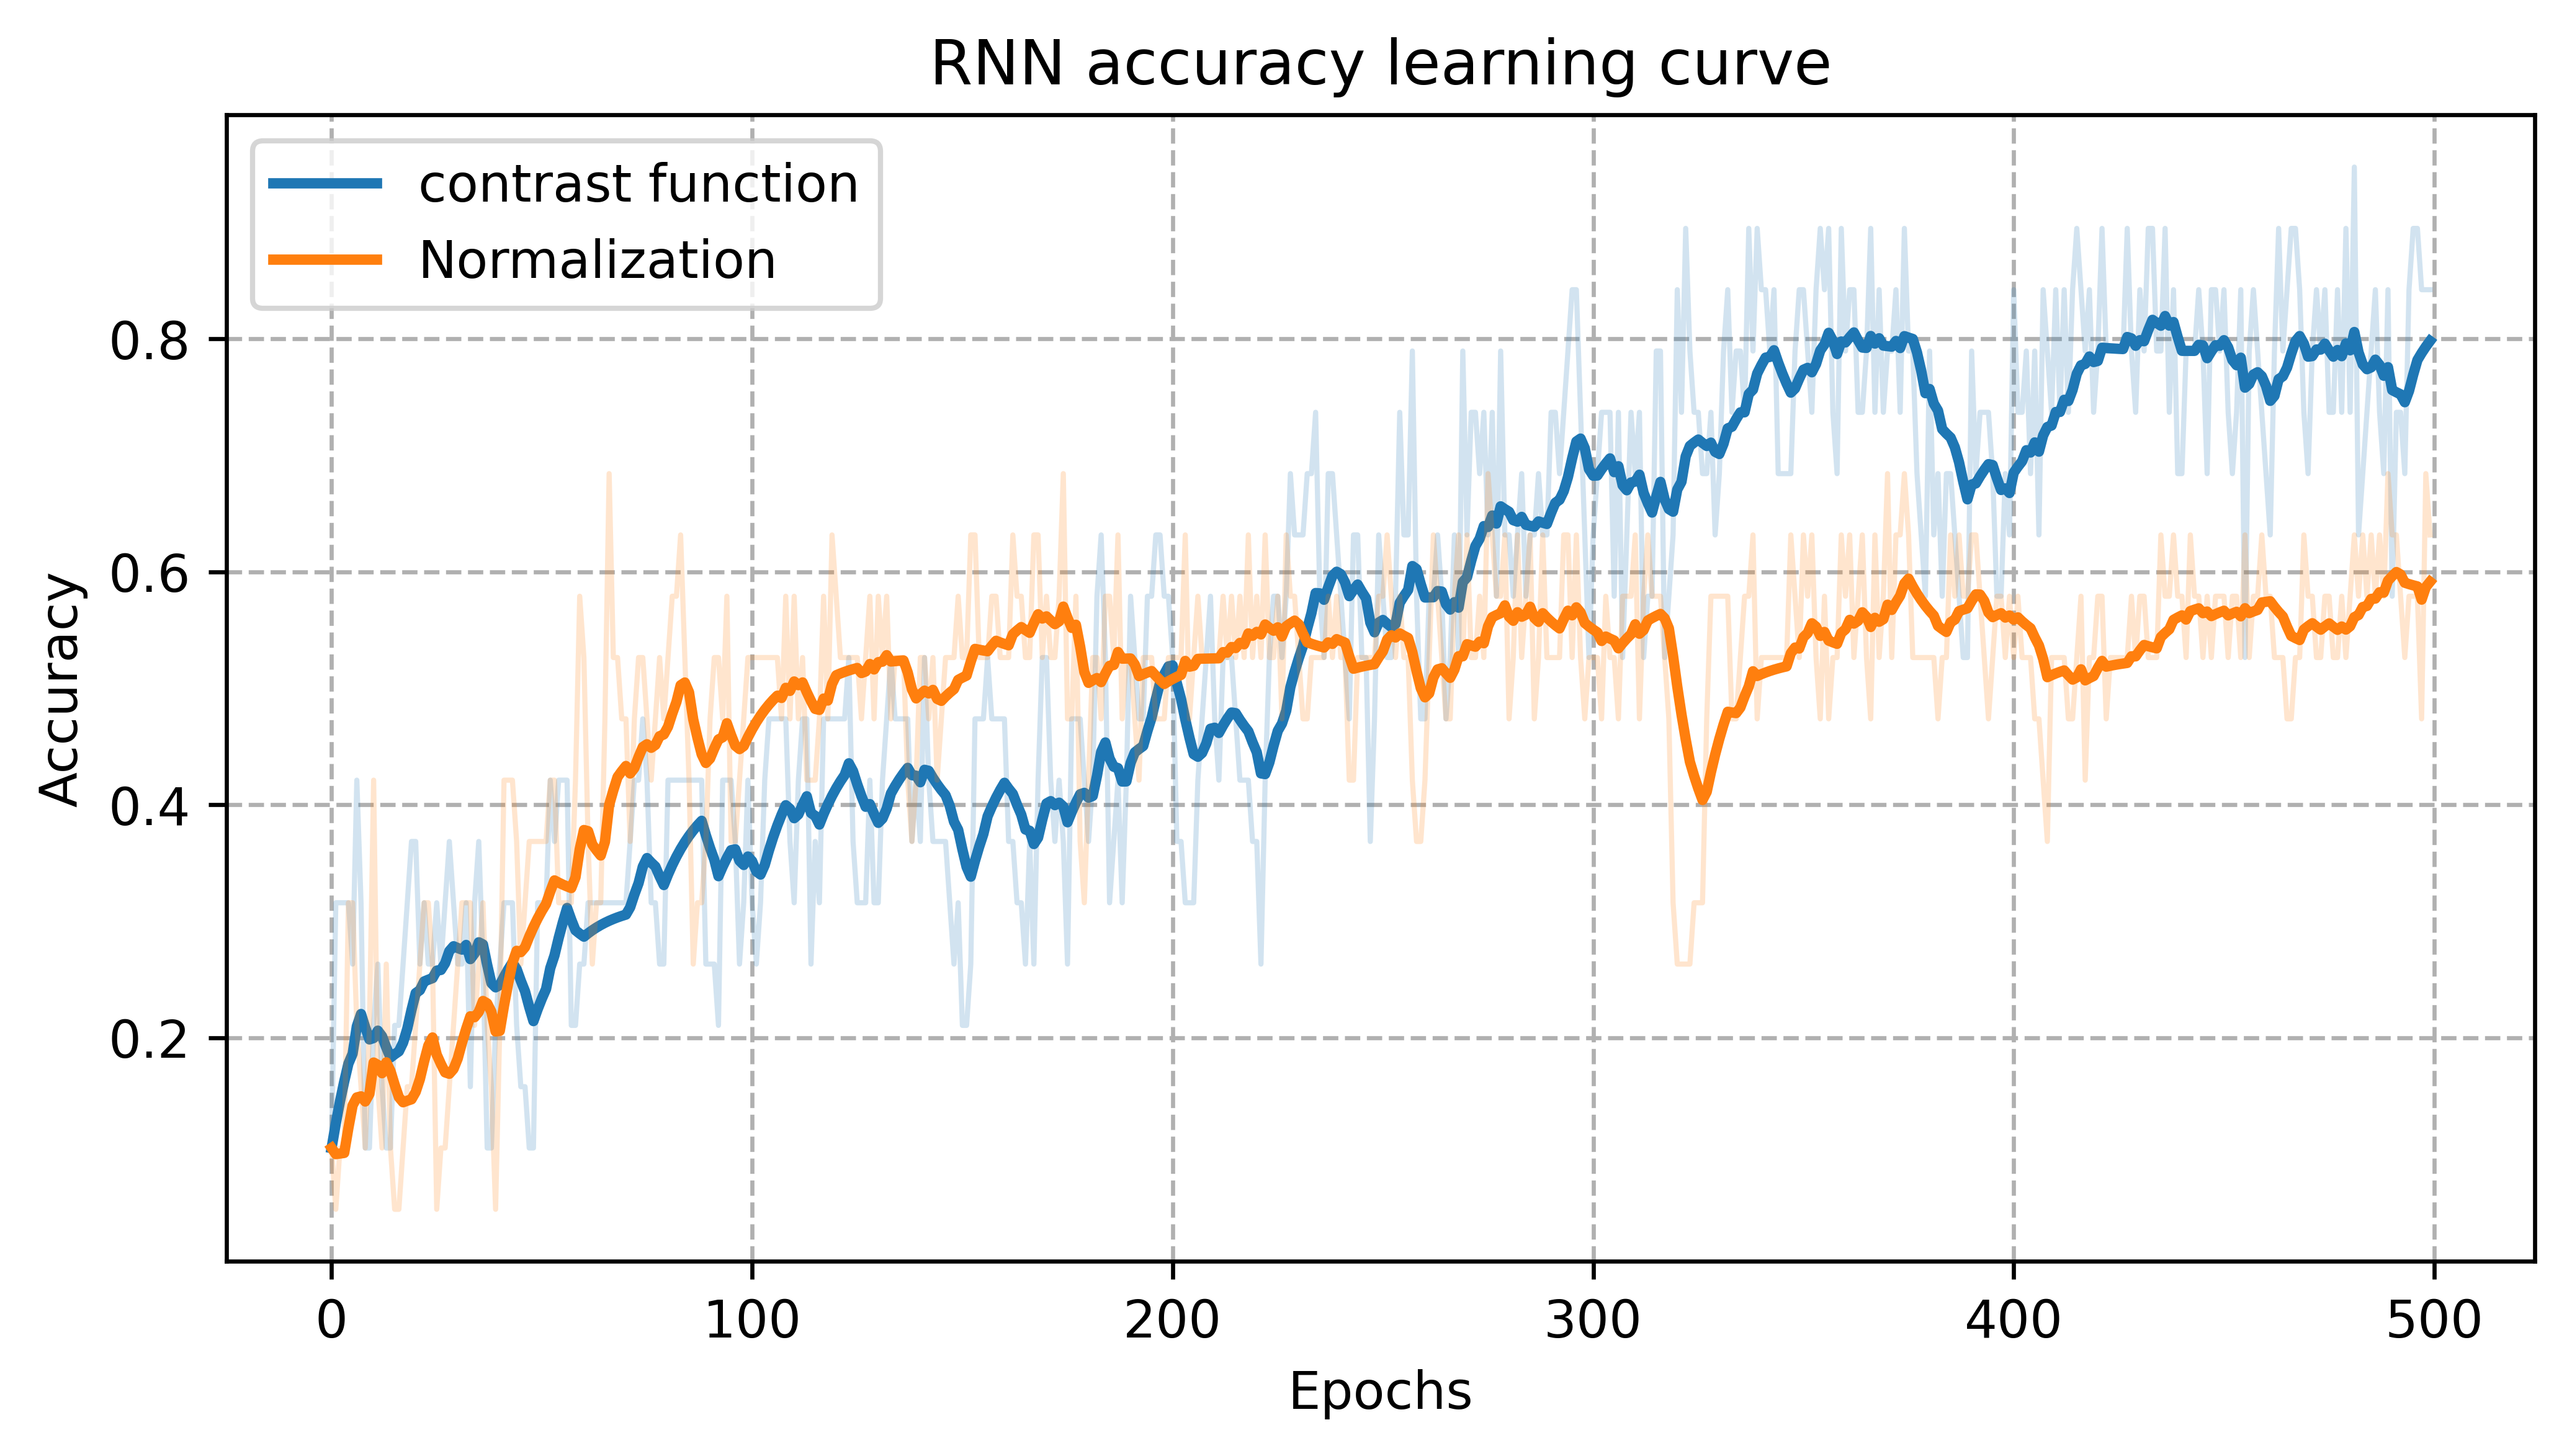 RNN accuracy learning curve
contrast function
Normalization
Accuracy
0.8
0.6
0.4
0.2
0 100 200 300 400 500
Epochs